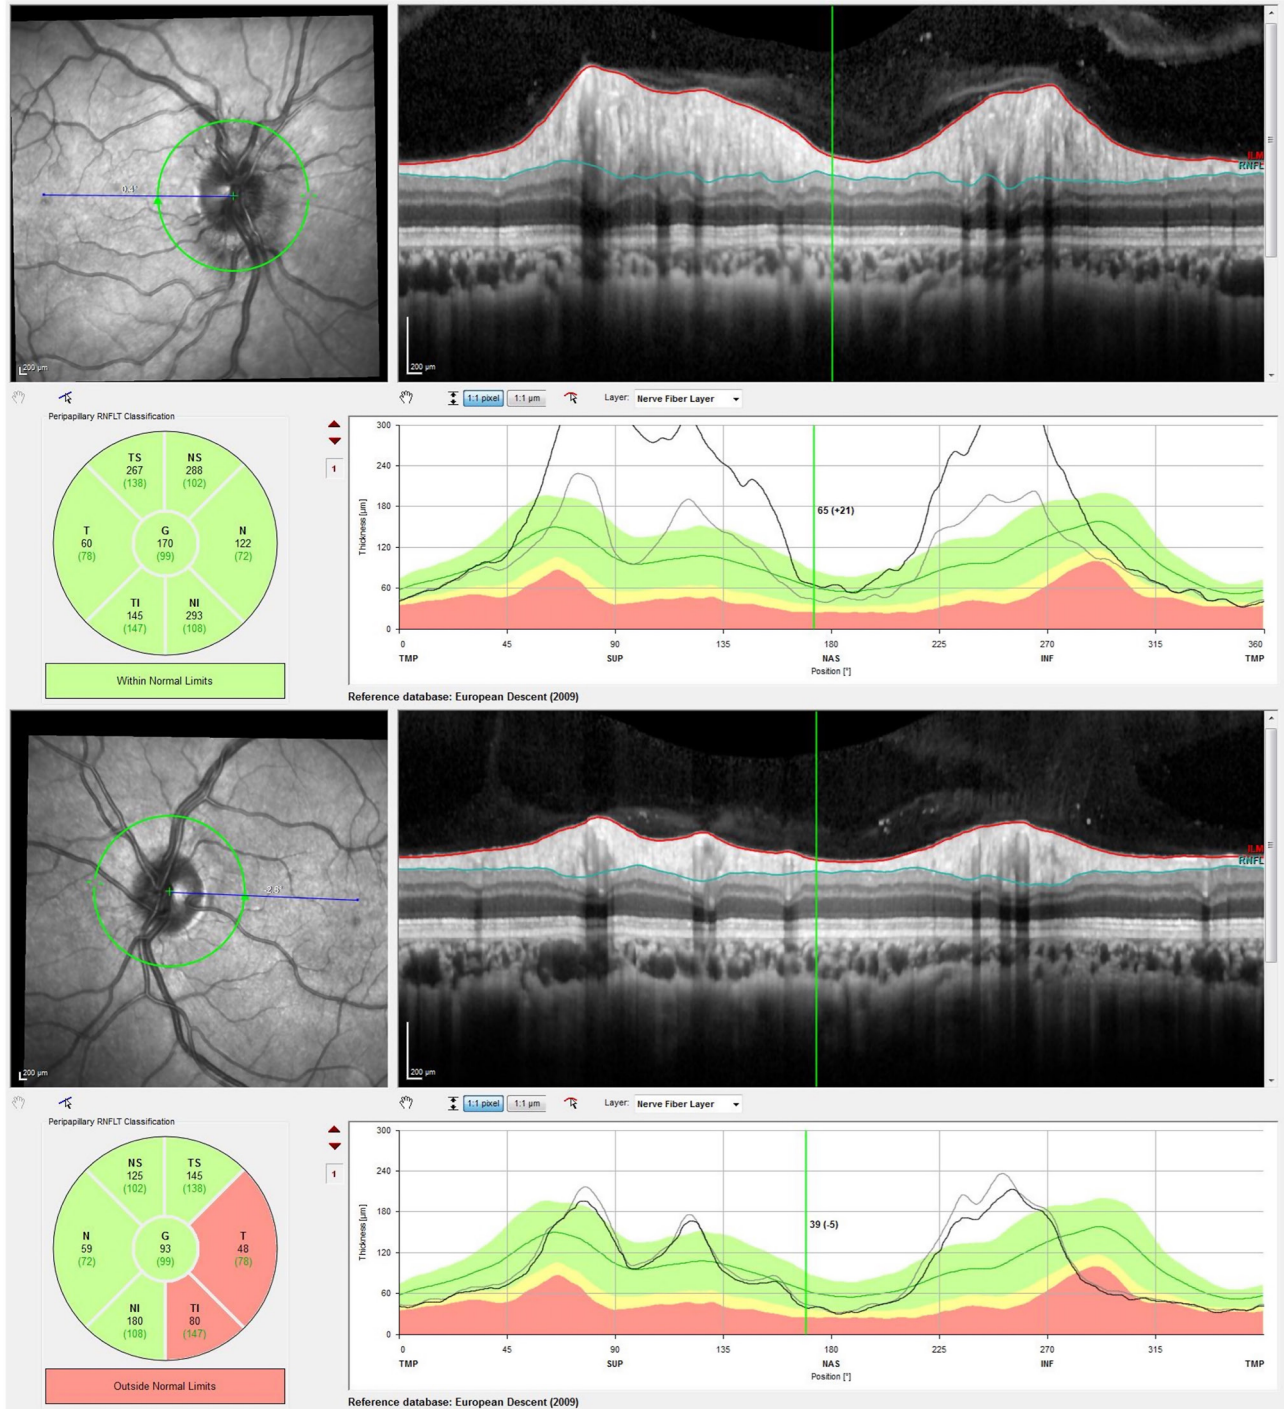 0.4°
200 µm
ILM
RNFL
200 µm
1:1 pixel
1:1 µm
Layer:
Nerve Fiber Layer
Peripapillary RNFLT Classification
TS
267
(138)
NS
288
(102)
T
60
(78)
G
170
(99)
N
122
(72)
TI
145
(147)
NI
293
(108)
Within Normal Limits
1
Thickness [µm]
300
240
180
120
60
0
65 (+21)
0 45 90 135 180 225 270 315 360
TMP SUP NAS INF TMP
Position [°]
Reference database: European Descent (2009)
200 µm
ILM
RNFL
200 µm
1:1 pixel
1:1 µm
Layer:
Nerve Fiber Layer
Peripapillary RNFLT Classification
NS
125
(102)
TS
145
(138)
N
59
(72)
G
93
(99)
T
48
(78)
NI
180
(108)
TI
80
(147)
Outside Normal Limits
1
Thickness [µm]
300
240
180
120
60
0
39 (-5)
0 45 90 135 180 225 270 315 360
TMP SUP NAS INF TMP
Position [°]
Reference database: European Descent (2009)